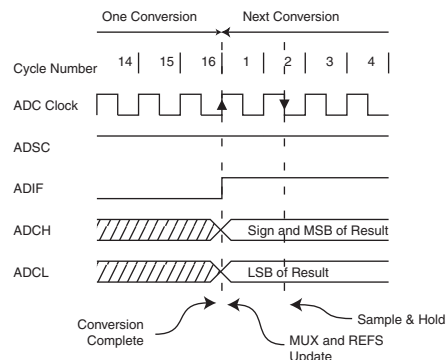 One Conversion Next Conversion
Cycle Number 14 15 16 1 2 3 4
ADC Clock
ADSC
ADIF
ADCH Sign and MSB of Result
ADCL LSB of Result
Sample & Hold
Conversion
Complete
MUX and REFS
Update